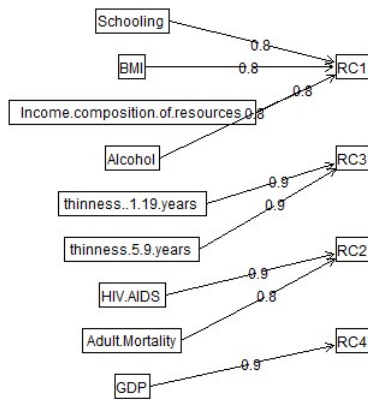 Schooling
0.8
BMI
0.8
RC1
0.8
Income.composition.of.resources
0.8
Alcohol
RC3
0.9
thinness..1.19.years
0.9
thinness.5.9.years
RC2
0.9
HIV.AIDS
0.8
Adult.Mortality
RC4
0.9
GDP